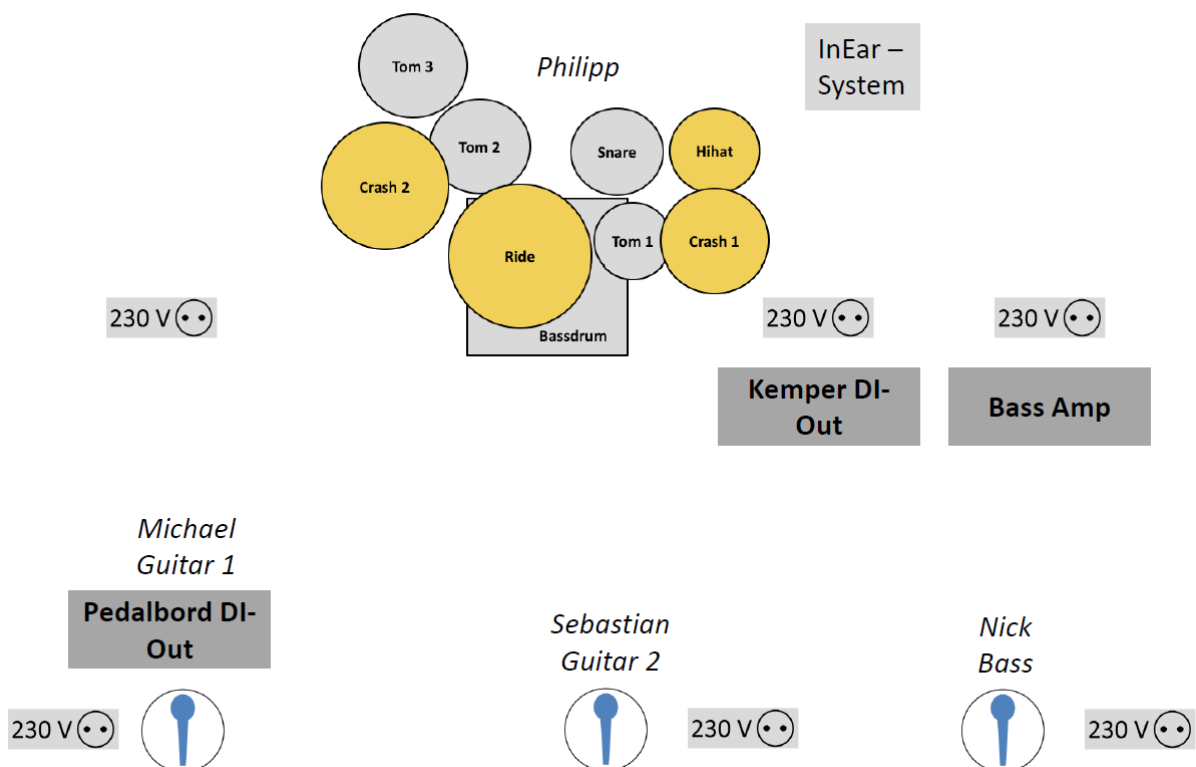 Tom 3
Philipp
InEar –
System
Tom 2
Snare
Hihat
Crash 2
Tom 1
Crash 1
Ride
Bassdrum
230 V
230 V
230 V
Kemper DI-
Out
Bass Amp
Michael
Guitar 1
Pedalbord DI-
Out
Sebastian
Guitar 2
Nick
Bass
230 V
230 V
230 V